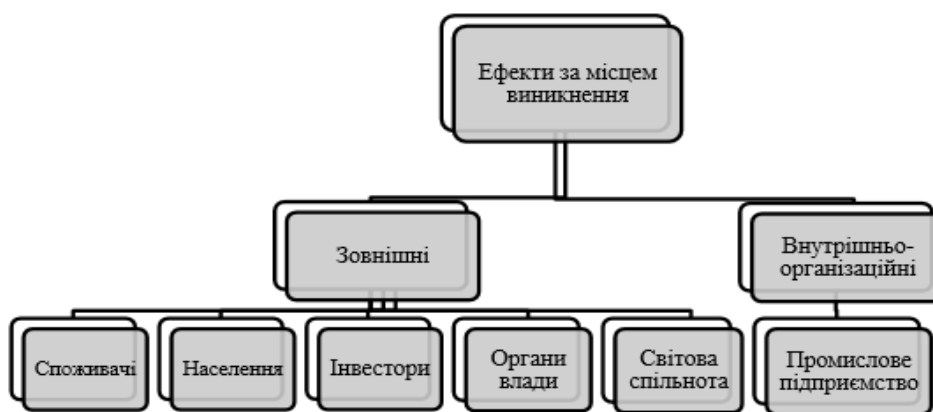 Ефекти за місцем
виникнення
Зовнішні
Внутрішньо-
організаційні
Споживачі
Населення
Інвестори
Органи
влади
Світова
спільнота
Промислове
підприємство